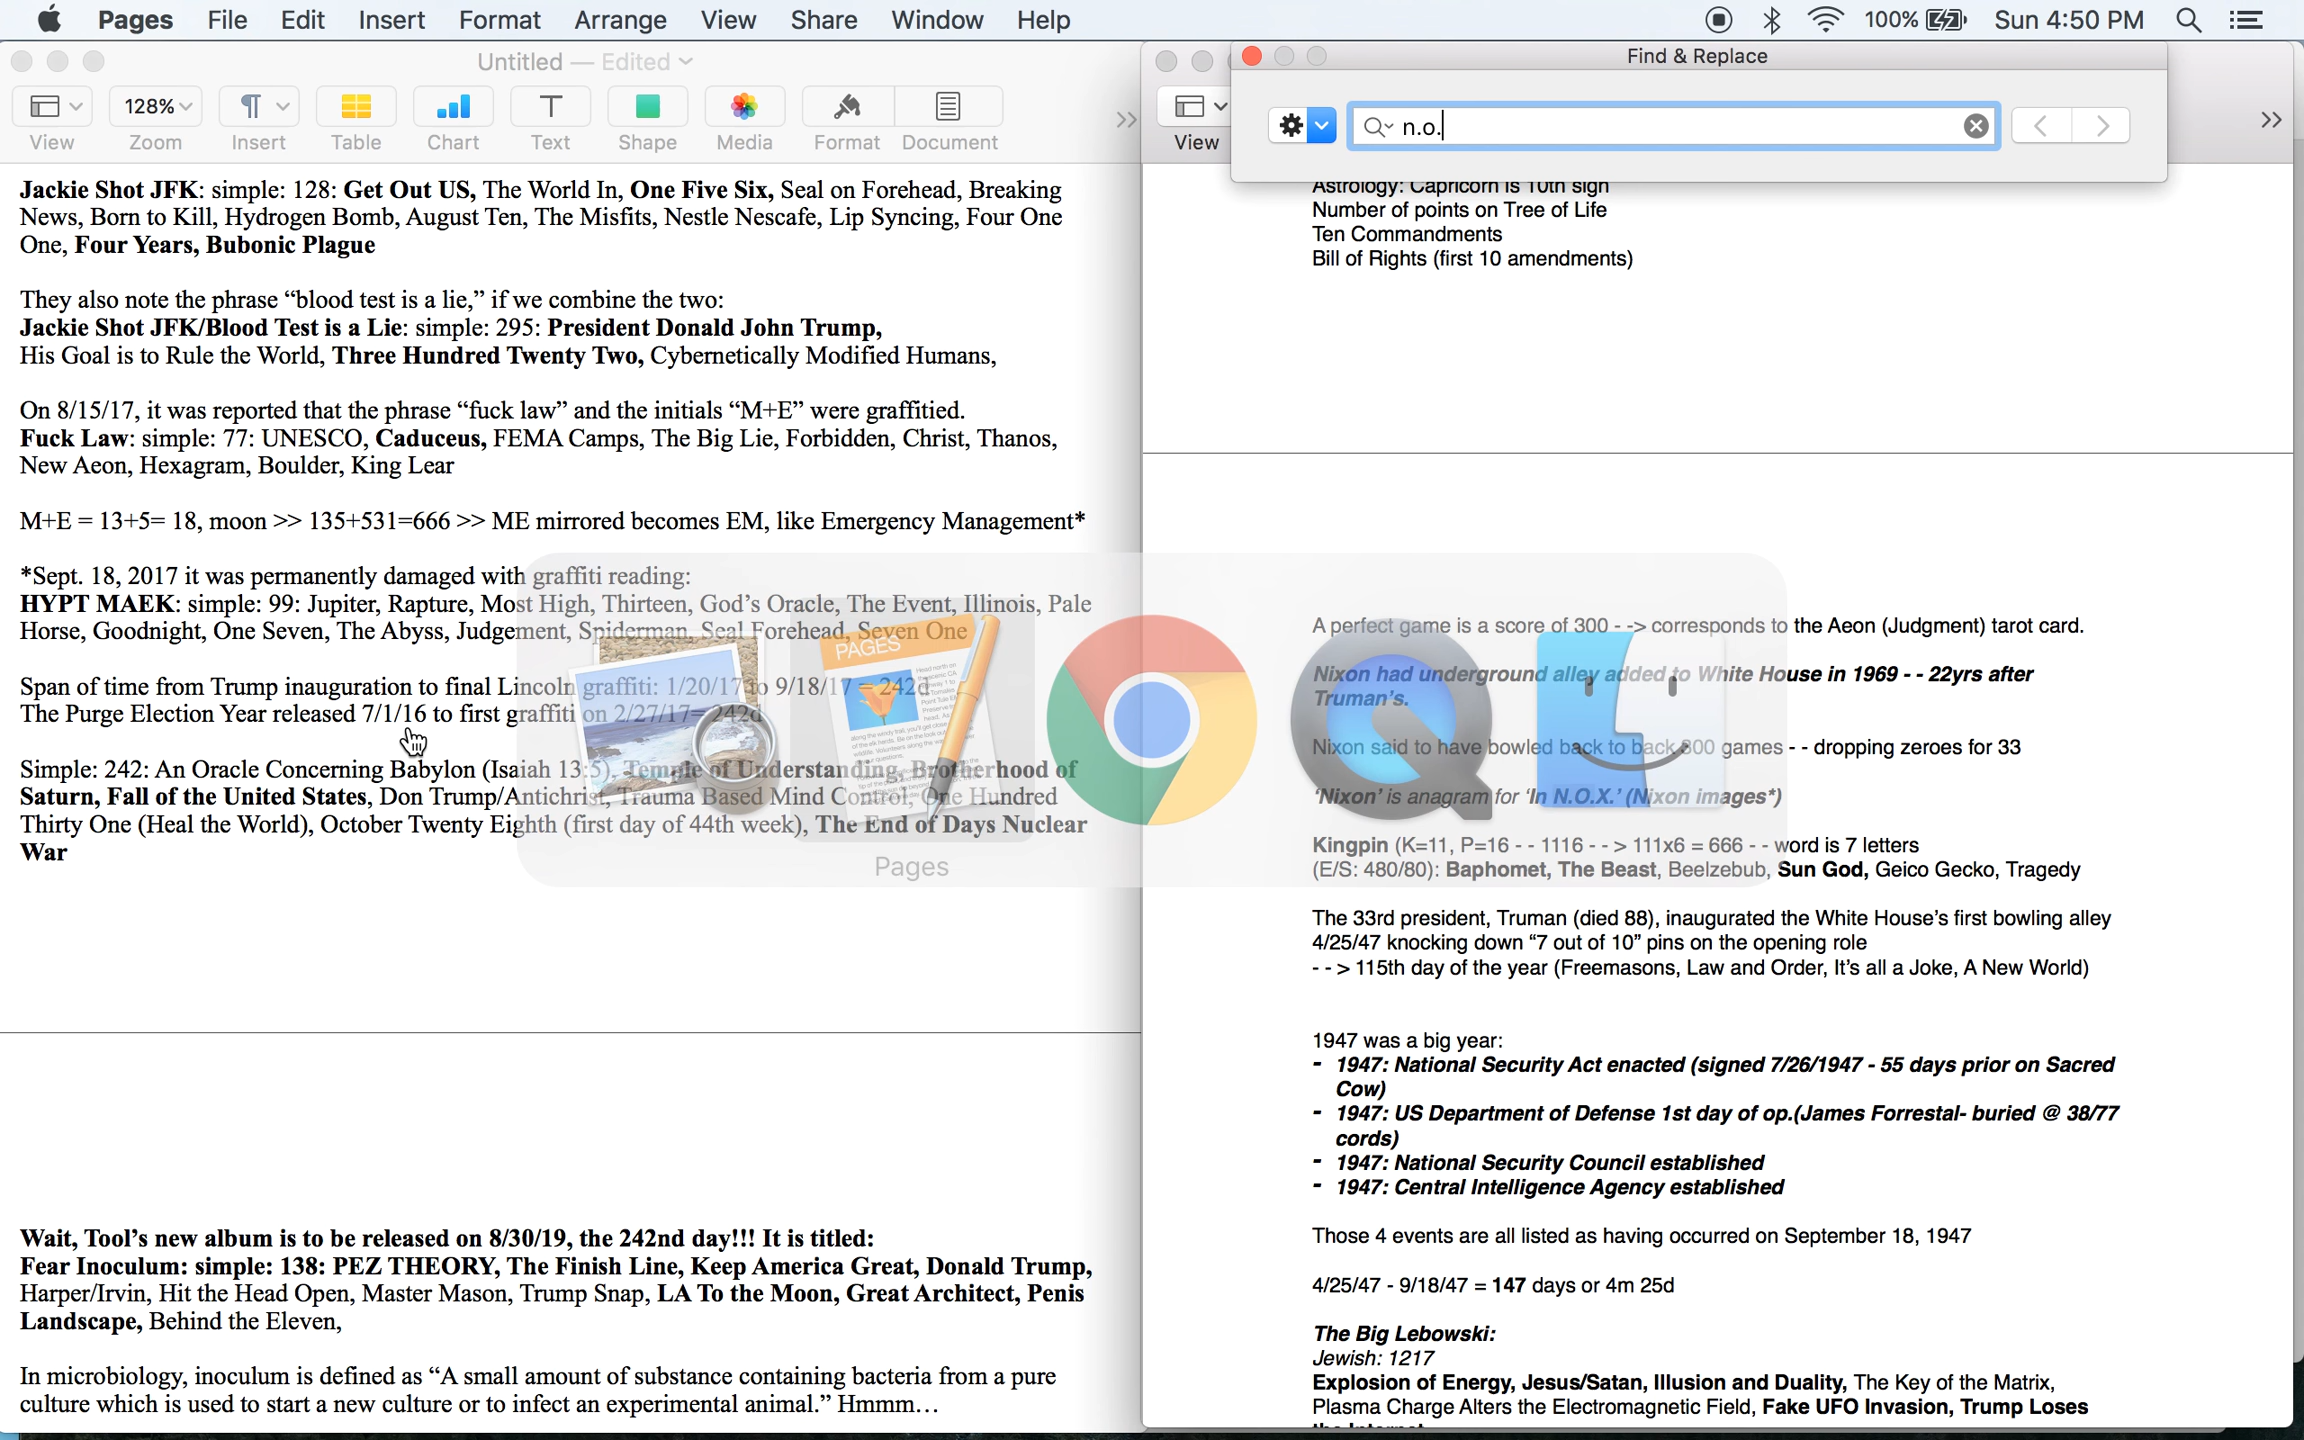 Pages File Edit Insert Format Arrange View Share Window Help 100% Sun 4:50 PM
Untitled — Edited
128%
View Zoom Insert Table Chart Text Shape Media Format Document
Jackie Shot JFK: simple: 128: Get Out US, The World In, One Five Six, Seal on Forehead, Breaking
News, Born to Kill, Hydrogen Bomb, August Ten, The Misfits, Nestle Nescafe, Lip Syncing, Four One
One, Four Years, Bubonic Plague
They also note the phrase “blood test is a lie,” if we combine the two:
Jackie Shot JFK/Blood Test is a Lie: simple: 295: President Donald John Trump,
His Goal is to Rule the World, Three Hundred Twenty Two, Cybernetically Modified Humans,
On 8/15/17, it was reported that the phrase “fuck law” and the initials “M+E” were graffitied.
Fuck Law: simple: 77: UNESCO, Caduceus, FEMA Camps, The Big Lie, Forbidden, Christ, Thanos,
New Aeon, Hexagram, Boulder, King Lear
M+E = 13+5= 18, moon >> 135+531=666 >> ME mirrored becomes EM, like Emergency Management*
*Sept. 18, 2017 it was permanently damaged with graffiti reading:
HYPT MAEK: simple: 99: Jupiter, Rapture, Most High, Thirteen, God’s Oracle, The Event, Illinois, Pale
Horse, Goodnight, One Seven, The Abyss, Judgement, Spiderman, Seal Forehead, Seven One
Span of time from Trump inauguration to final Lincoln graffiti: 1/20/17 to 9/18/17 = 242d
The Purge Election Year released 7/1/16 to first graffiti on 2/27/17= 242d
Simple: 242: An Oracle Concerning Babylon (Isaiah 13:5), Temple of Understanding, Brotherhood of
Saturn, Fall of the United States, Don Trump/Antichrist, Trauma Based Mind Control, One Hundred
Thirty One (Heal the World), October Twenty Eighth (first day of 44th week), The End of Days Nuclear
War
Wait, Tool’s new album is to be released on 8/30/19, the 242nd day!!! It is titled:
Fear Inoculum: simple: 138: PEZ THEORY, The Finish Line, Keep America Great, Donald Trump,
Harper/Irvin, Hit the Head Open, Master Mason, Trump Snap, LA To the Moon, Great Architect, Penis
Landscape, Behind the Eleven,
In microbiology, inoculum is defined as “A small amount of substance containing bacteria from a pure
culture which is used to start a new culture or to infect an experimental animal.” Hmmm…
PAGES
Pages
Find & Replace
n.o.
View
Astrology: Capricorn is 10th sign
Number of points on Tree of Life
Ten Commandments
Bill of Rights (first 10 amendments)
A perfect game is a score of 300 - -> corresponds to the Aeon (Judgment) tarot card.
Nixon had underground alley added to White House in 1969 - - 22yrs after
Truman’s.
Nixon said to have bowled back to back 300 games - - dropping zeroes for 33
‘Nixon’ is anagram for ‘In N.O.X.’ (Nixon images*)
Kingpin (K=11, P=16 - - 1116 - - > 111x6 = 666 - - word is 7 letters
(E/S: 480/80): Baphomet, The Beast, Beelzebub, Sun God, Geico Gecko, Tragedy
The 33rd president, Truman (died 88), inaugurated the White House’s first bowling alley
4/25/47 knocking down “7 out of 10” pins on the opening role
- - > 115th day of the year (Freemasons, Law and Order, It’s all a Joke, A New World)
1947 was a big year:
- 1947: National Security Act enacted (signed 7/26/1947 - 55 days prior on Sacred
Cow)
- 1947: US Department of Defense 1st day of op.(James Forrestal- buried @ 38/77
cords)
- 1947: National Security Council established
- 1947: Central Intelligence Agency established
Those 4 events are all listed as having occurred on September 18, 1947
4/25/47 - 9/18/47 = 147 days or 4m 25d
The Big Lebowski:
Jewish: 1217
Explosion of Energy, Jesus/Satan, Illusion and Duality, The Key of the Matrix,
Plasma Charge Alters the Electromagnetic Field, Fake UFO Invasion, Trump Loses